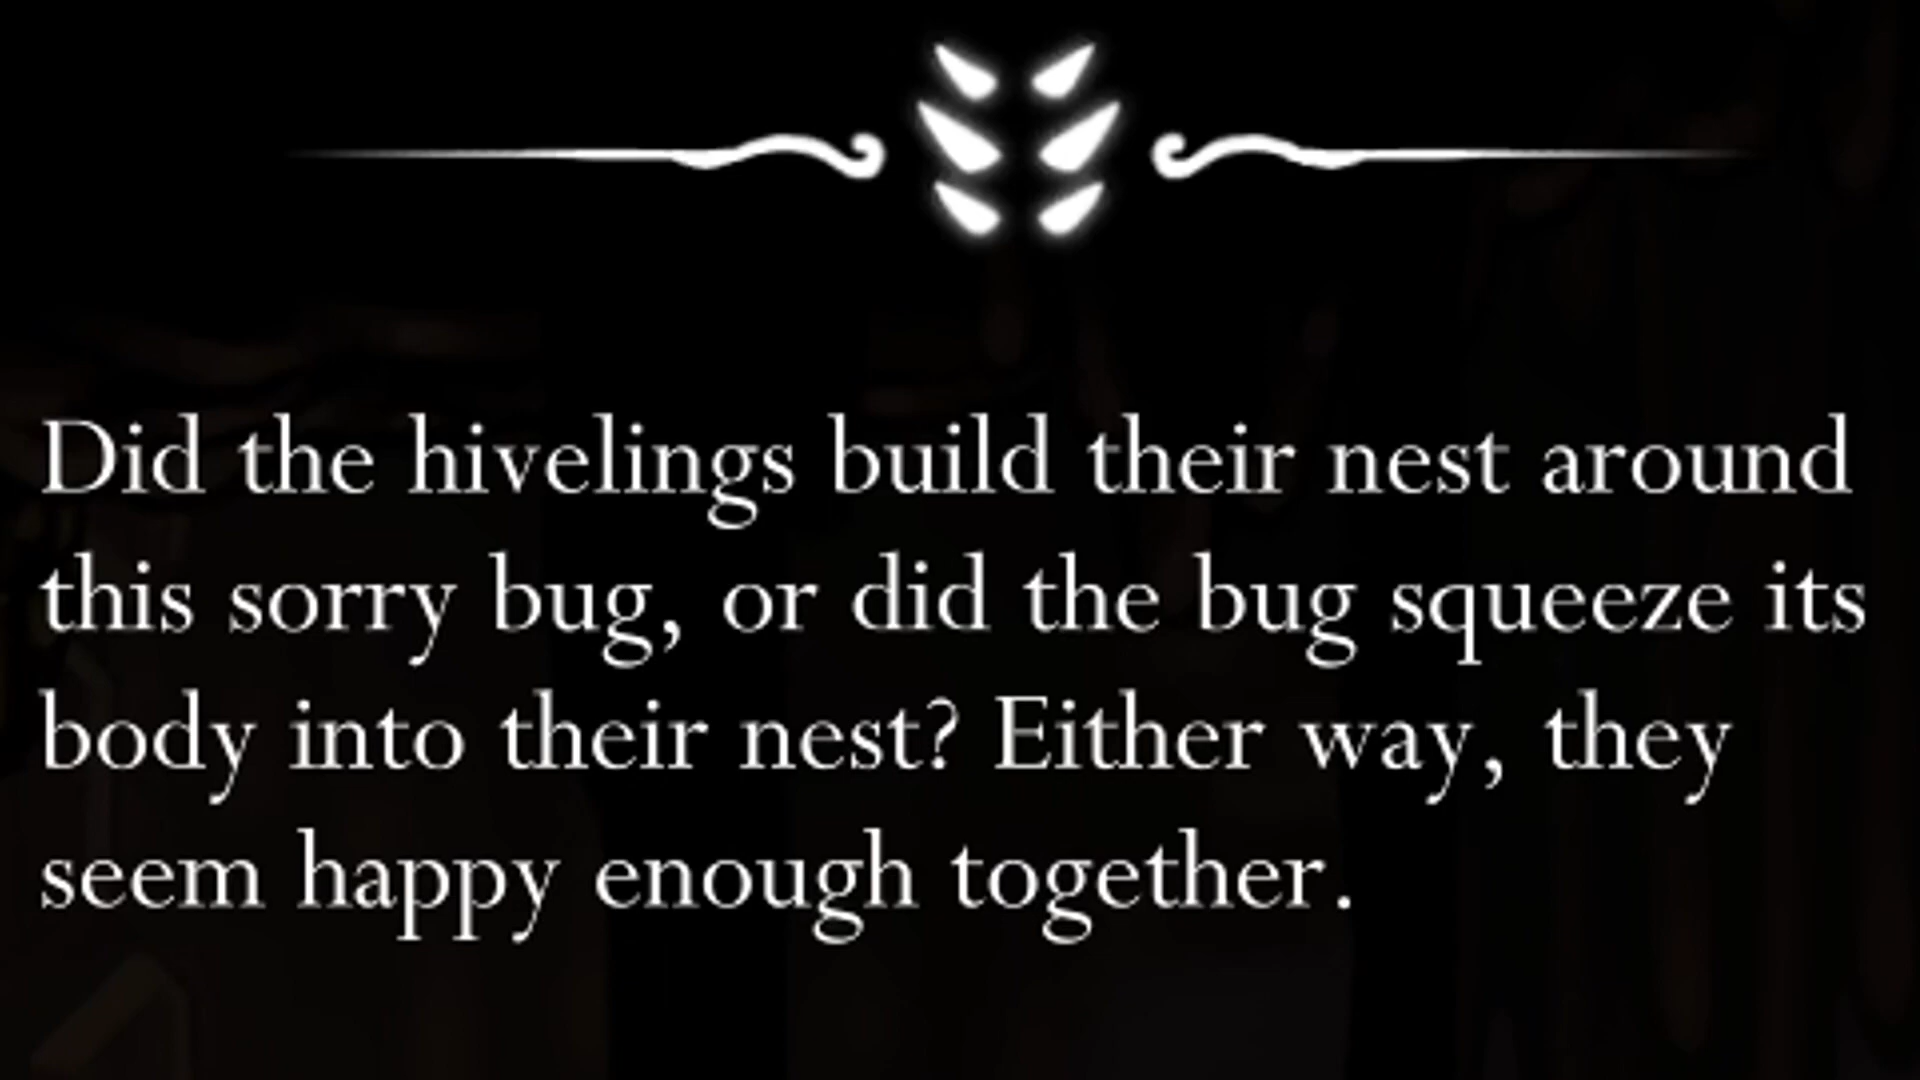 Did the hivelings build their nest around
this sorry bug, or did the bug squeeze its
body into their nest? Either way, they
seem happy enough together.